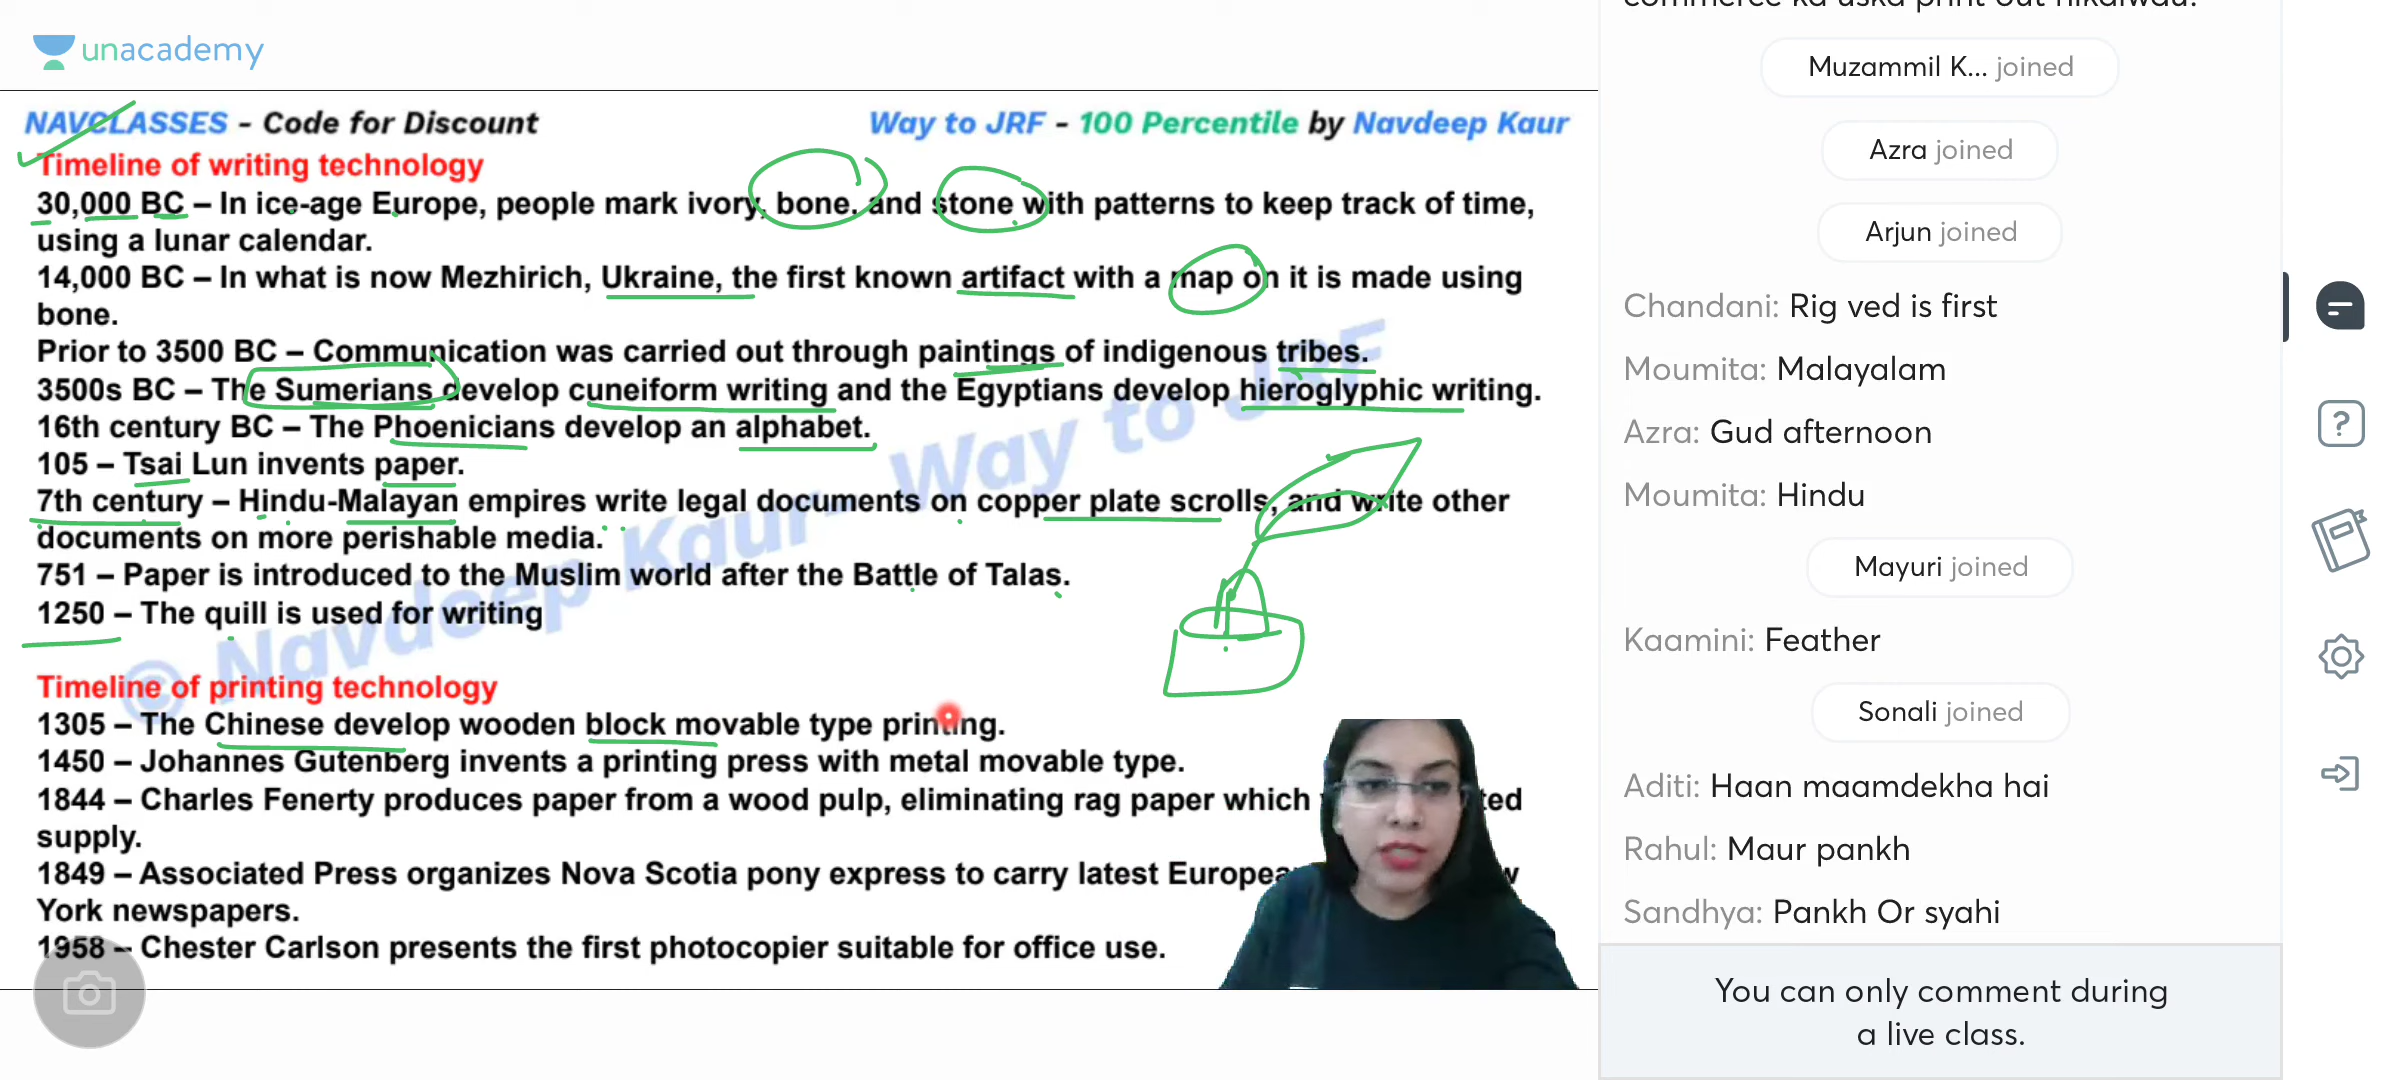 unacademy
NAVCLASSES - Code for Discount
Way to JRF - 100 Percentile by Navdeep Kaur
Timeline of writing technology
30,000 BC – In ice-age Europe, people mark ivory, bone, and stone with patterns to keep track of time,
using a lunar calendar.
14,000 BC – In what is now Mezhirich, Ukraine, the first known artifact with a map on it is made using
bone.
Prior to 3500 BC – Communication was carried out through paintings of indigenous tribes.
3500s BC – The Sumerians develop cuneiform writing and the Egyptians develop hieroglyphic writing.
16th century BC – The Phoenicians develop an alphabet.
105 – Tsai Lun invents paper.
7th century – Hindu-Malayan empires write legal documents on copper plate scrolls, and write other
documents on more perishable media.
751 – Paper is introduced to the Muslim world after the Battle of Talas.
1250 – The quill is used for writing
© Navdeep Kaur- Way to JRF
Timeline of printing technology
1305 – The Chinese develop wooden block movable type printing.
1450 – Johannes Gutenberg invents a printing press with metal movable type.
1844 – Charles Fenerty produces paper from a wood pulp, eliminating rag paper which
supply.
1849 – Associated Press organizes Nova Scotia pony express to carry latest
York newspapers.
1958 – Chester Carlson presents the first photocopier suitable for office use.
Muzammil K... joined
Azra joined
Arjun joined
Chandani: Rig ved is first
Moumita: Malayalam
Azra: Gud afternoon
Moumita: Hindu
Mayuri joined
Kaamini: Feather
Sonali joined
Aditi: Haan maamdekha hai
Rahul: Maur pankh
Sandhya: Pankh Or syahi
You can only comment during
a live class.